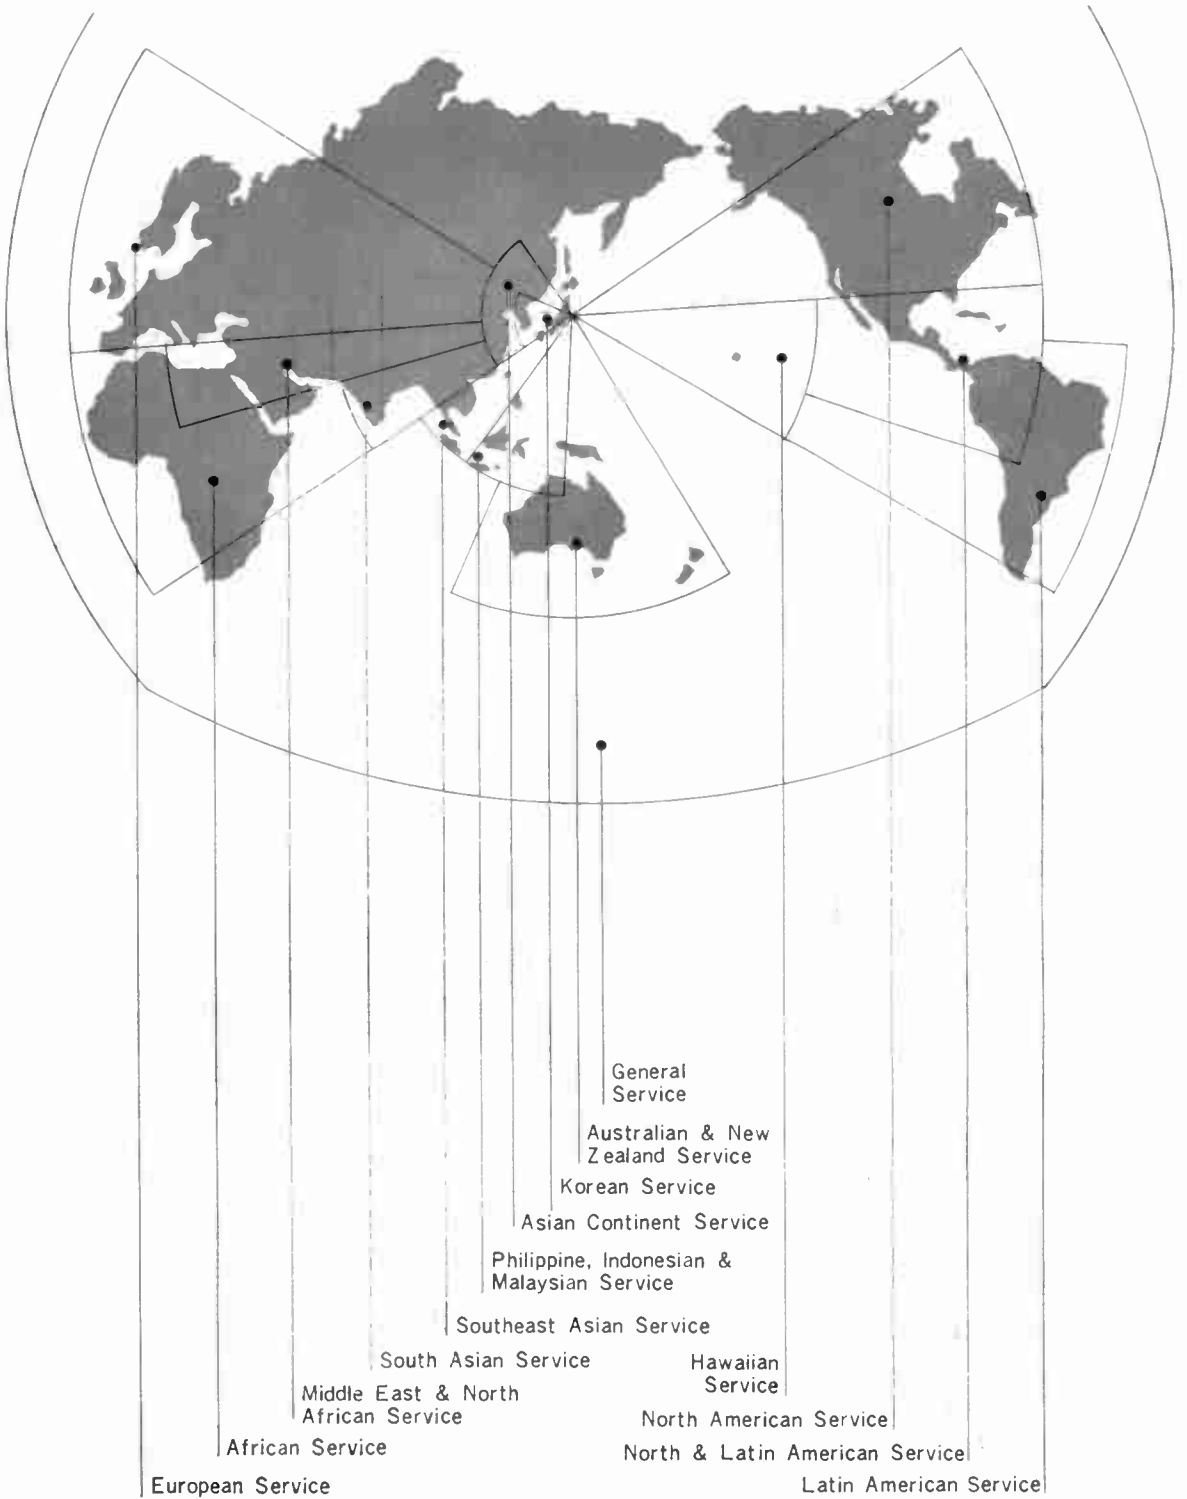 General
Service
Australian & New
Zealand Service
Korean Service
Asian Continent Service
Philippine, Indonesian &
Malaysian Service
Southeast Asian Service
South Asian Service
Middle East & North
African Service
African Service
European Service
Hawaiian
Service
North American Service
North & Latin American Service
Latin American Service